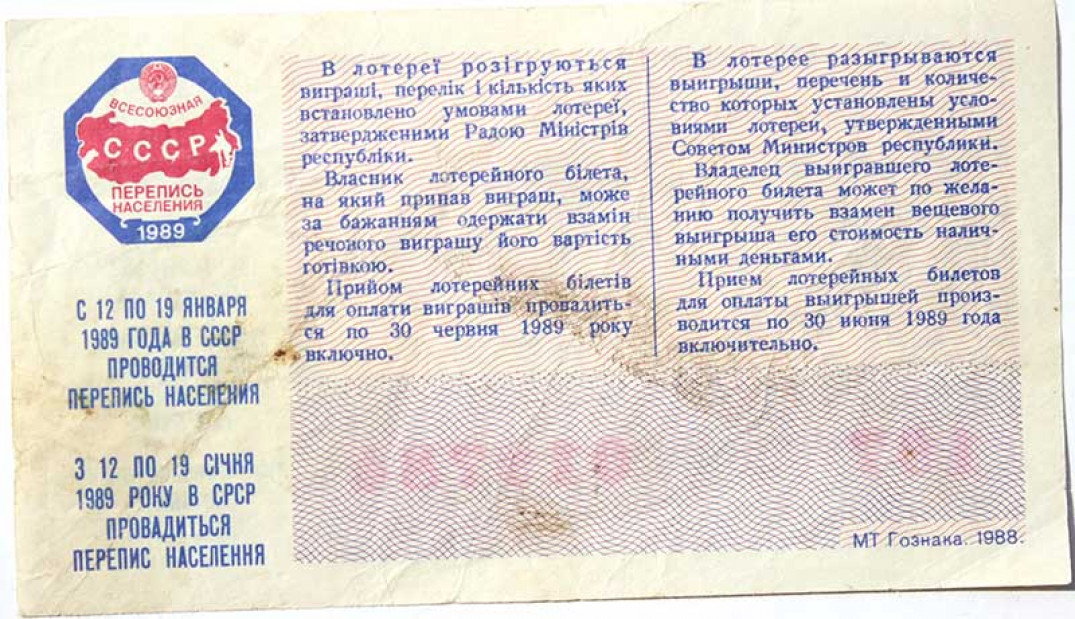 ВСЕСОЮЗНАЯ
СССР
ПЕРЕПИСЬ
НАСЕЛЕНИЯ
1989
С 12 ПО 19 ЯНВАРЯ
1989 ГОДА В СССР
ПРОВОДИТСЯ
ПЕРЕПИСЬ НАСЕЛЕНИЯ
З 12 ПО 19 СІЧНЯ
1989 РОКУ В СРСР
ПРОВАДИТЬСЯ
ПЕРЕПИС НАСЕЛЕННЯ
В лотереї розігруються
виграші, перелік і кількість яких
встановлено умовами лотереї,
затвердженими Радою Міністрів
республіки.
Власник лотерейного білета,
на який припав виграш, може
за бажанням одержати взамін
речового виграшу його вартість
готівкою.
Прийом лотерейних білетів
для оплати виграшів провадить-
ся по 30 червня 1989 року
включно.
В лотерее разыгрываются
выигрыши, перечень и количе-
ство которых установлены усло-
виями лотереи, утвержденными
Советом Министров республики.
Владелец выигравшего лоте-
рейного билета может по жела-
нию получить взамен вещевого
выигрыша его стоимость налич-
ными деньгами.
Прием лотерейных билетов
для оплаты выигрышей произ-
водится по 30 июня 1989 года
включительно.
МТ Гознака. 1988.